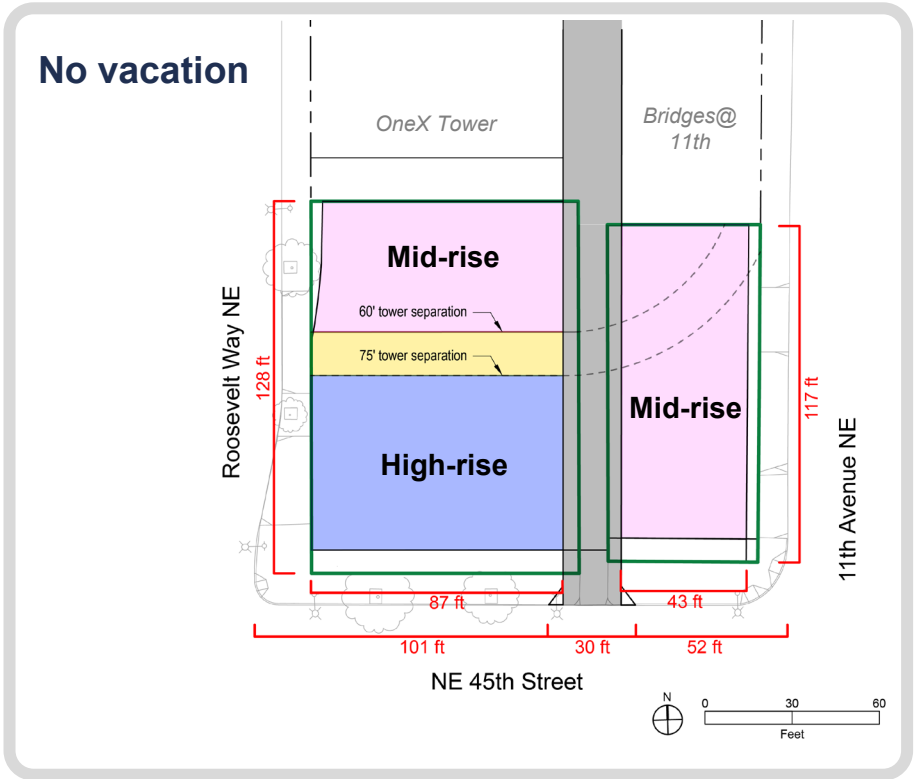 No vacation
OneX Tower
Bridges@
11th
Mid-rise
60' tower separation
75' tower separation
High-rise
Mid-rise
Roosevelt Way NE
128 ft
117 ft
11th Avenue NE
87 ft
43 ft
101 ft
30 ft
52 ft
NE 45th Street
N
0
30
60
Feet